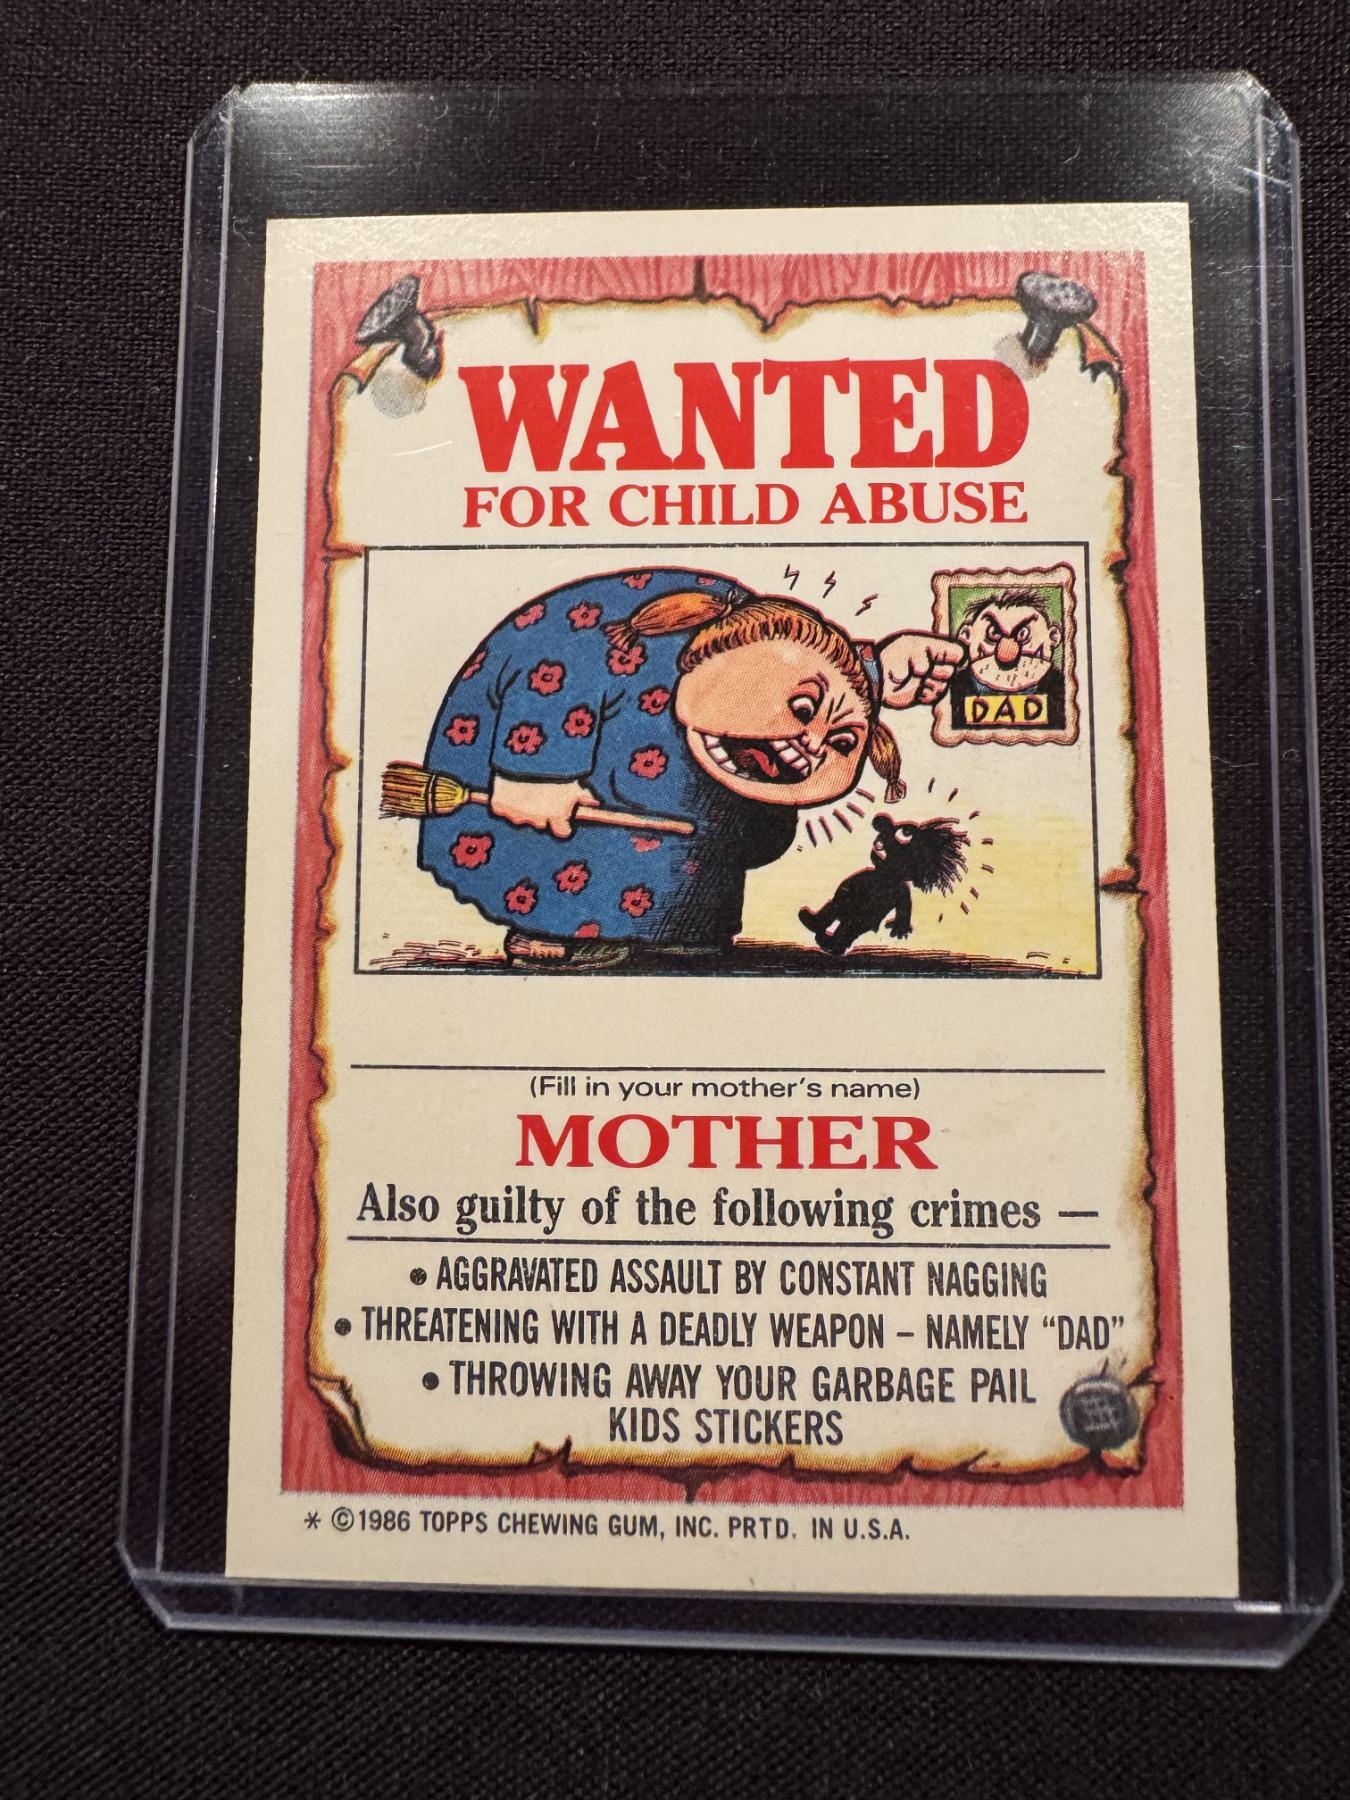 WANTED
FOR CHILD ABUSE
DAD
(Fill in your mother's name)
MOTHER
Also guilty of the following crimes —
• AGGRAVATED ASSAULT BY CONSTANT NAGGING
• THREATENING WITH A DEADLY WEAPON – NAMELY “DAD”
• THROWING AWAY YOUR GARBAGE PAIL
KIDS STICKERS
* ©1986 TOPPS CHEWING GUM, INC. PRTD. IN U.S.A.